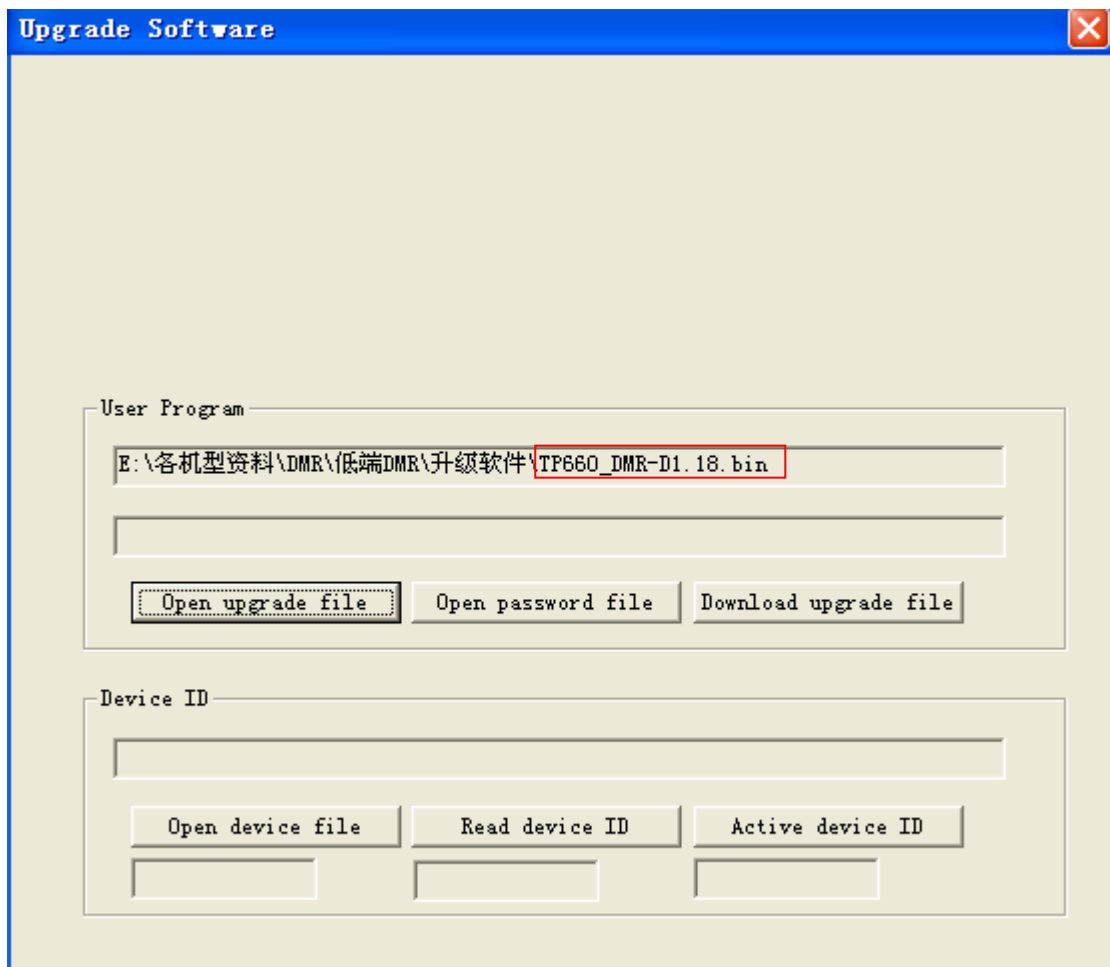 Upgrade Software
User Program
E:\各机型资料\DMR\低端DMR\升级软件\TP660_DMR-D1.18.bin
Open upgrade file Open password file Download upgrade file
Device ID
Open device file Read device ID Active device ID